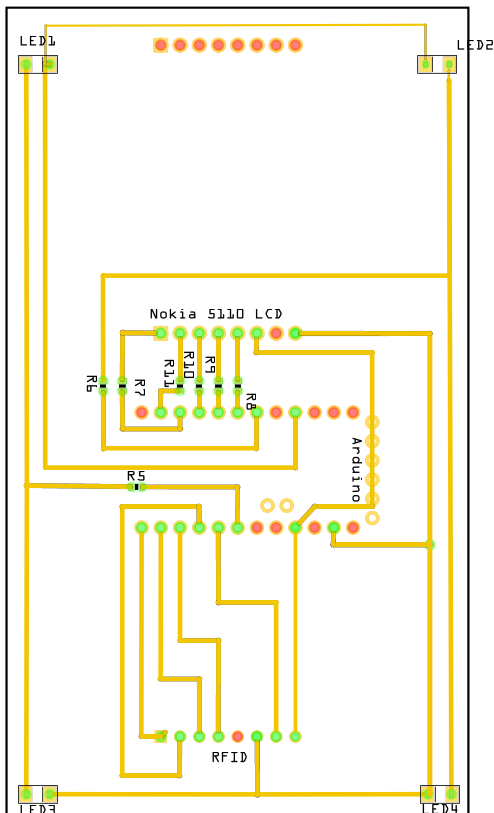 LED1
LED2
Nokia 5110 LCD
R6
R7
R11
R10
R9
R8
Arduino
R5
RFID
LED3
LED4